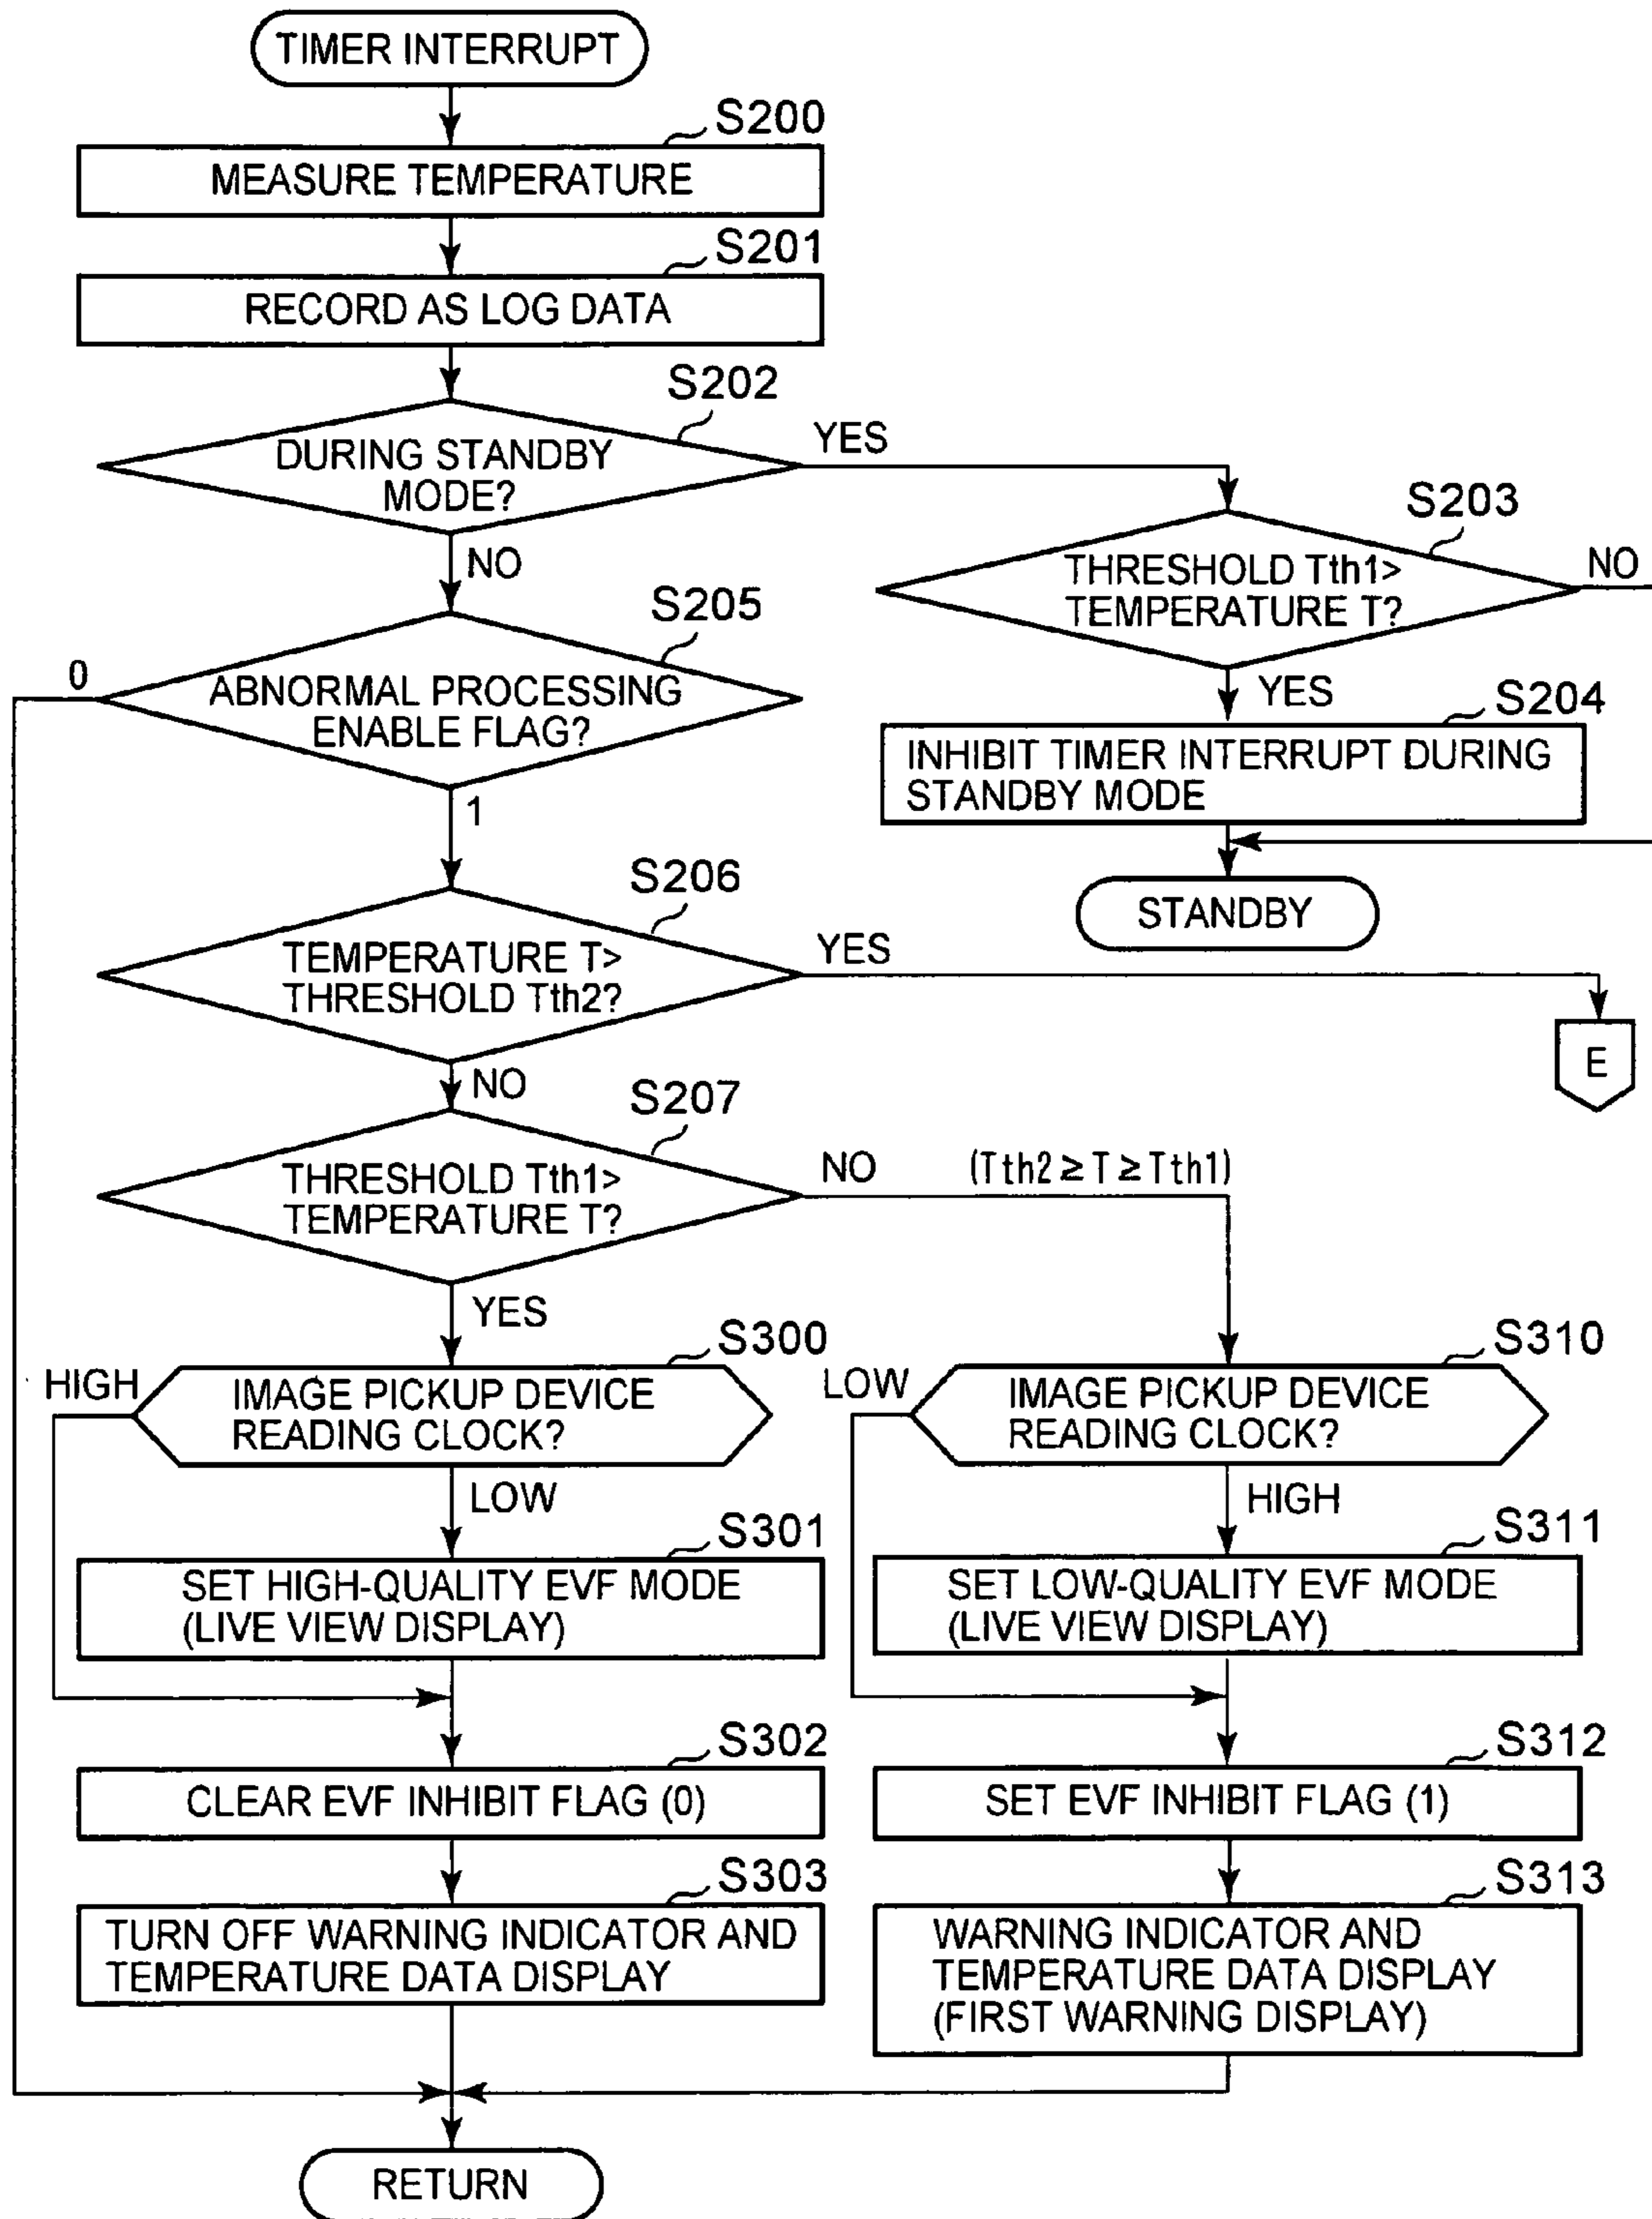 TIMER INTERRUPT
S200
MEASURE TEMPERATURE
S201
RECORD AS LOG DATA
S202
DURING STANDBY
MODE?
YES
NO
S203
THRESHOLD Tth1>
TEMPERATURE T?
NO
YES
S204
INHIBIT TIMER INTERRUPT DURING
STANDBY MODE
STANDBY
S205
0
ABNORMAL PROCESSING
ENABLE FLAG?
1
S206
TEMPERATURE T>
THRESHOLD Tth2?
YES
E
NO
S207
THRESHOLD Tth1>
TEMPERATURE T?
NO (Tth2 ≥ T ≥ Tth1)
YES
S300
HIGH
IMAGE PICKUP DEVICE
READING CLOCK?
LOW
S301
SET HIGH-QUALITY EVF MODE
(LIVE VIEW DISPLAY)
S302
CLEAR EVF INHIBIT FLAG (0)
S303
TURN OFF WARNING INDICATOR AND
TEMPERATURE DATA DISPLAY
S310
LOW
IMAGE PICKUP DEVICE
READING CLOCK?
HIGH
S311
SET LOW-QUALITY EVF MODE
(LIVE VIEW DISPLAY)
S312
SET EVF INHIBIT FLAG (1)
S313
WARNING INDICATOR AND
TEMPERATURE DATA DISPLAY
(FIRST WARNING DISPLAY)
RETURN